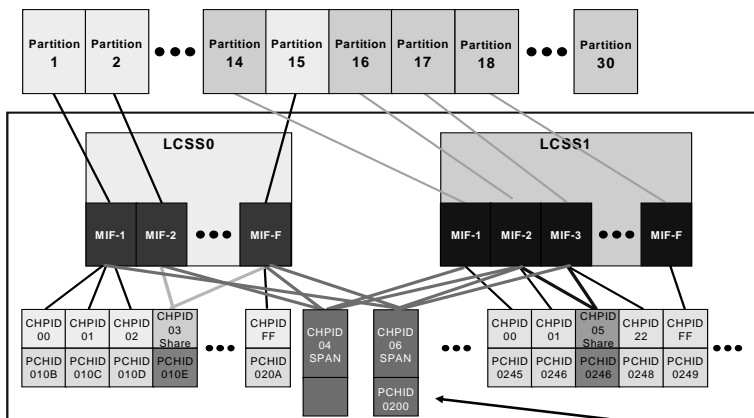 Partition
1
Partition
2
Partition
14
Partition
15
Partition
16
Partition
17
Partition
18
Partition
30
LCSS0
LCSS1
MIF-1
MIF-2
MIF-F
MIF-1
MIF-2
MIF-3
MIF-F
CHPID
00
CHPID
01
CHPID
02
CHPID
03
Share
CHPID
FF
CHPID
04
SPAN
CHPID
06
SPAN
CHPID
00
CHPID
01
CHPID
05
Share
CHPID
22
CHPID
FF
PCHID
010B
PCHID
010C
PCHID
010D
PCHID
010E
PCHID
020A
PCHID
0200
PCHID
0245
PCHID
0246
PCHID
0246
PCHID
0248
PCHID
0249